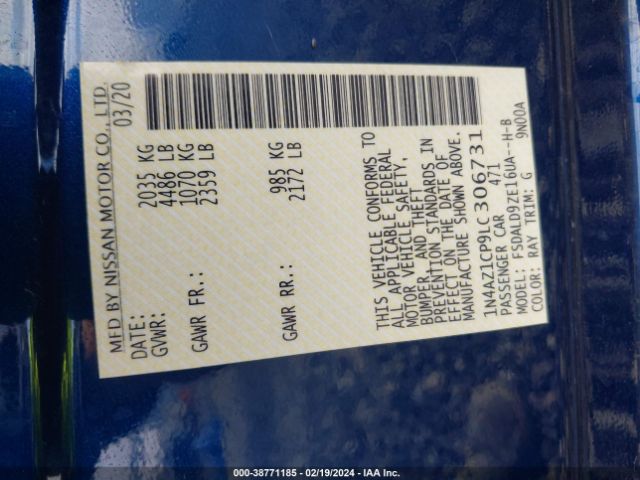 MFD BY NISSAN MOTOR CO., LTD.
DATE: 03/20
GVWR: 2035 KG
4486 LB
GAWR FR.: 1070 KG
2359 LB
GAWR RR.: 985 KG
2172 LB
THIS VEHICLE CONFORMS TO
ALL APPLICABLE FEDERAL
MOTOR VEHICLE SAFETY,
BUMPER, AND THEFT
PREVENTION STANDARDS IN
EFFECT ON THE DATE OF
MANUFACTURE SHOWN ABOVE.
1N4AZ1CP9LC306731
PASSENGER CAR 471
MODEL: FSDALD9ZE16UA--H-B
COLOR: RAY TRIM: G 9N00A
000-38771185 - 02/19/2024 - IAA Inc.